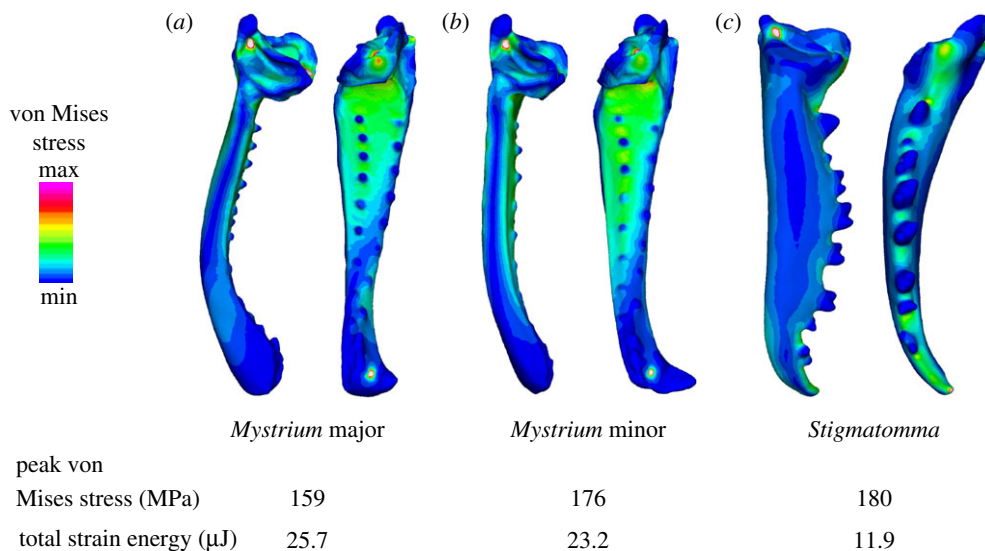 (a)
(b)
(c)
von Mises
stress
max
min
Mystrium major
Mystrium minor
Stigmatomma
peak von
Mises stress (MPa) 159 176 180
total strain energy (µJ) 25.7 23.2 11.9